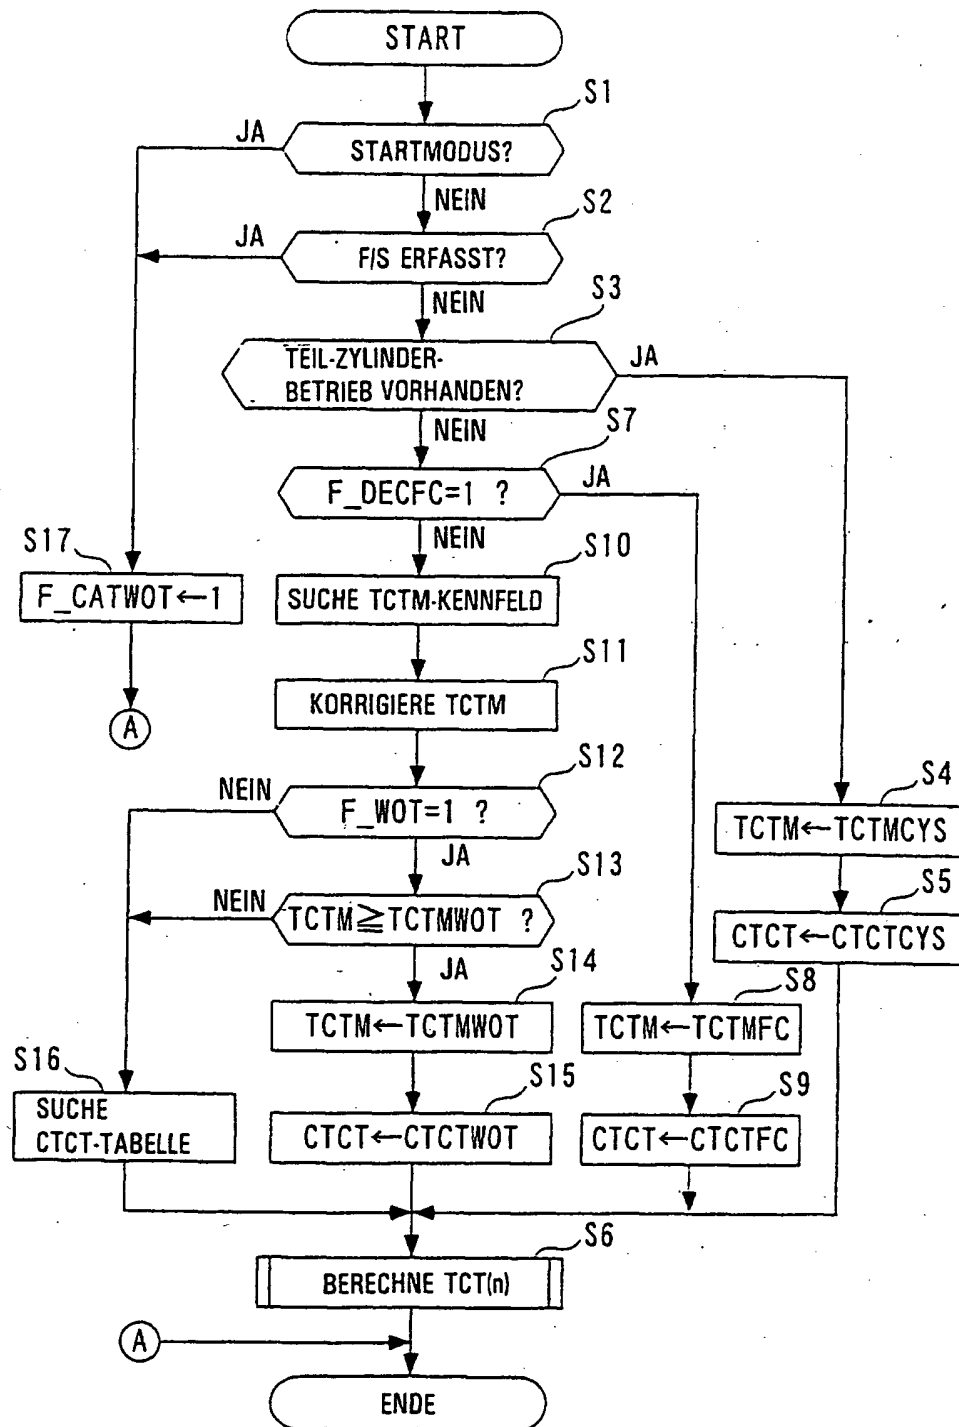 START
S1
JA
STARTMODUS?
NEIN
S2
JA
F/S ERFASST?
NEIN
S3
TEIL-ZYLINDER-
BETRIEB VORHANDEN?
JA
NEIN
S7
F_DECFC=1 ?
JA
NEIN
S17
F_CATWOT←1
A
S10
SUCHE TCTM-KENNFELD
S11
KORRIGIERE TCTM
S12
NEIN
F_WOT=1 ?
JA
S4
TCTM←TCTMCYS
S13
NEIN
TCTM≧TCTMWOT ?
JA
S5
CTCT←CTCTCYS
S14
TCTM←TCTMWOT
S8
TCTM←TCTMFC
S16
SUCHE
CTCT-TABELLE
S15
CTCT←CTCTWOT
S9
CTCT←CTCTFC
S6
BERECHNE TCT(n)
A
ENDE